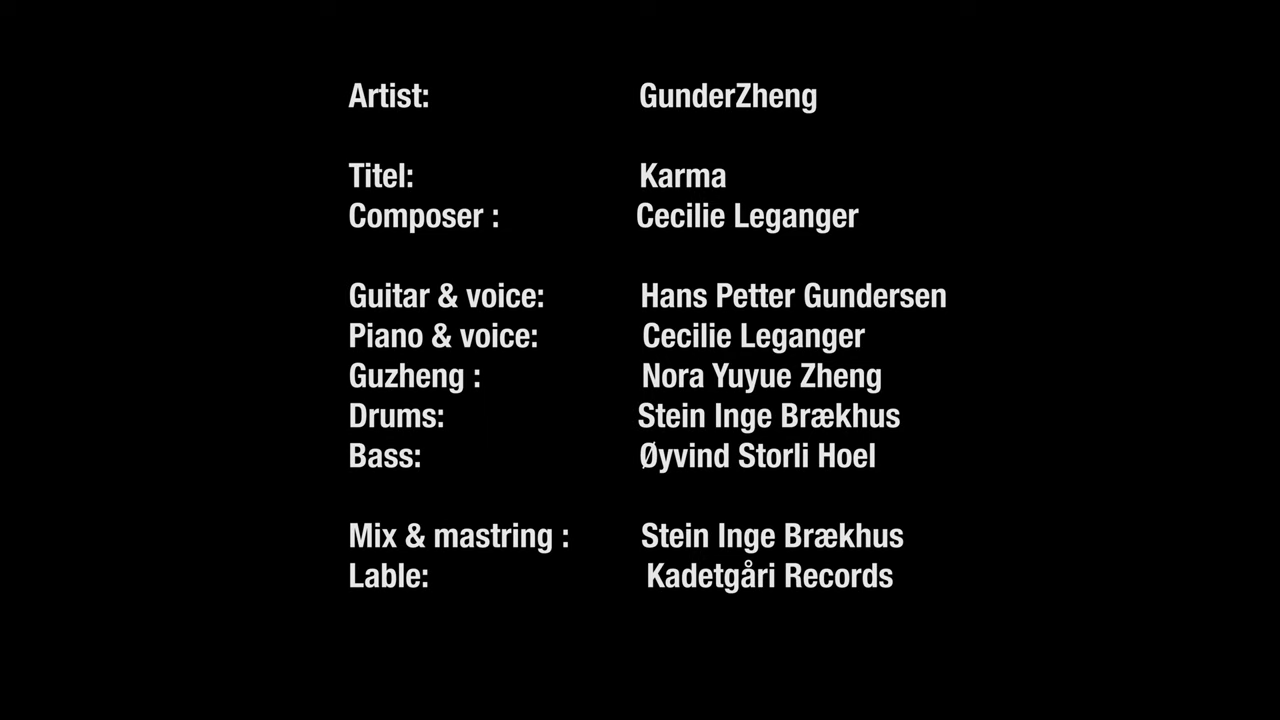 Artist: GunderZheng
Titel: Karma
Composer : Cecilie Leganger
Guitar & voice: Hans Petter Gundersen
Piano & voice: Cecilie Leganger
Guzheng : Nora Yuyue Zheng
Drums: Stein Inge Brækhus
Bass: Øyvind Storli Hoel
Mix & mastring : Stein Inge Brækhus
Lable: Kadetgåri Records